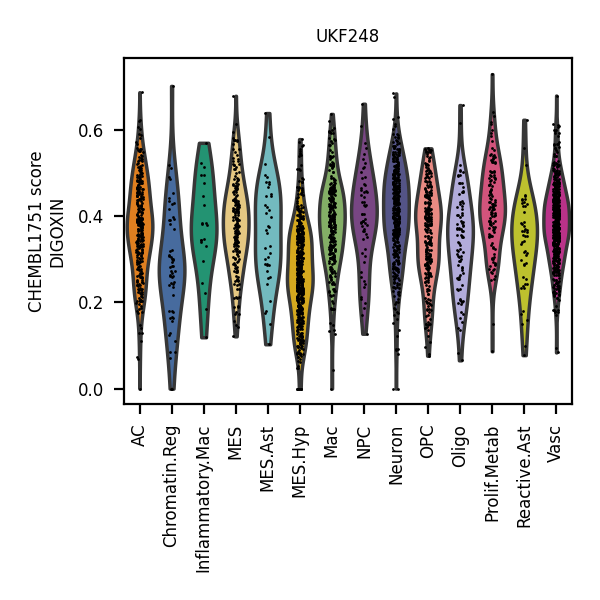 UKF248
CHEMBL1751 score
DIGOXIN
0.6
0.4
0.2
0.0
AC
Chromatin.Reg
Inflammatory.Mac
MES
MES.Ast
MES.Hyp
Mac
NPC
Neuron
OPC
Oligo
Prolif.Metab
Reactive.Ast
Vasc